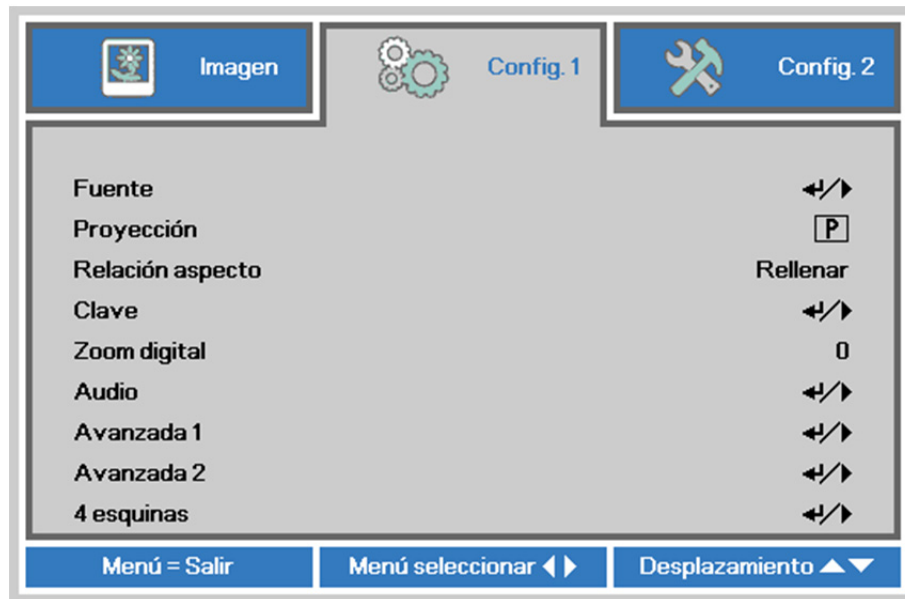 Imagen Config. 1 Config. 2
Fuente ↵/▶
Proyección P
Relación aspecto Rellenar
Clave ↵/▶
Zoom digital 0
Audio ↵/▶
Avanzada 1 ↵/▶
Avanzada 2 ↵/▶
4 esquinas ↵/▶
Menú = Salir Menú seleccionar ◀▶ Desplazamiento ▲▼